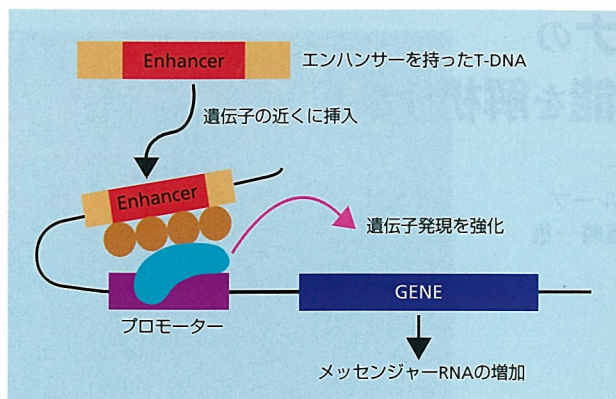 Enhancer
エンハンサーを持ったT-DNA
遺伝子の近くに挿入
Enhancer
遺伝子発現を強化
GENE
プロモーター
メッセンジャーRNAの増加